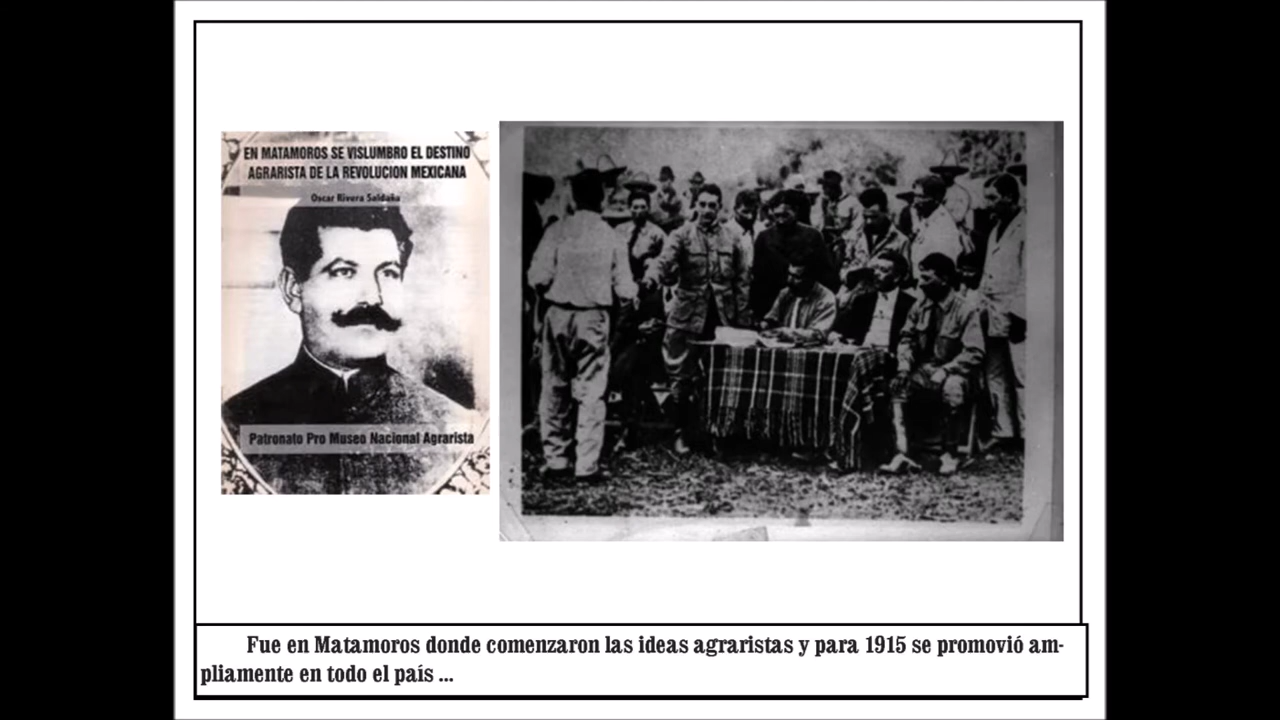 EN MATAMOROS SE VISLUMBRO EL DESTINO
AGRARISTA DE LA REVOLUCION MEXICANA
Oscar Rivera Saldaña
Patronato Pro Museo Nacional Agrarista
Fue en Matamoros donde comenzaron las ideas agraristas y para 1915 se promovió am-
pliamente en todo el país ...